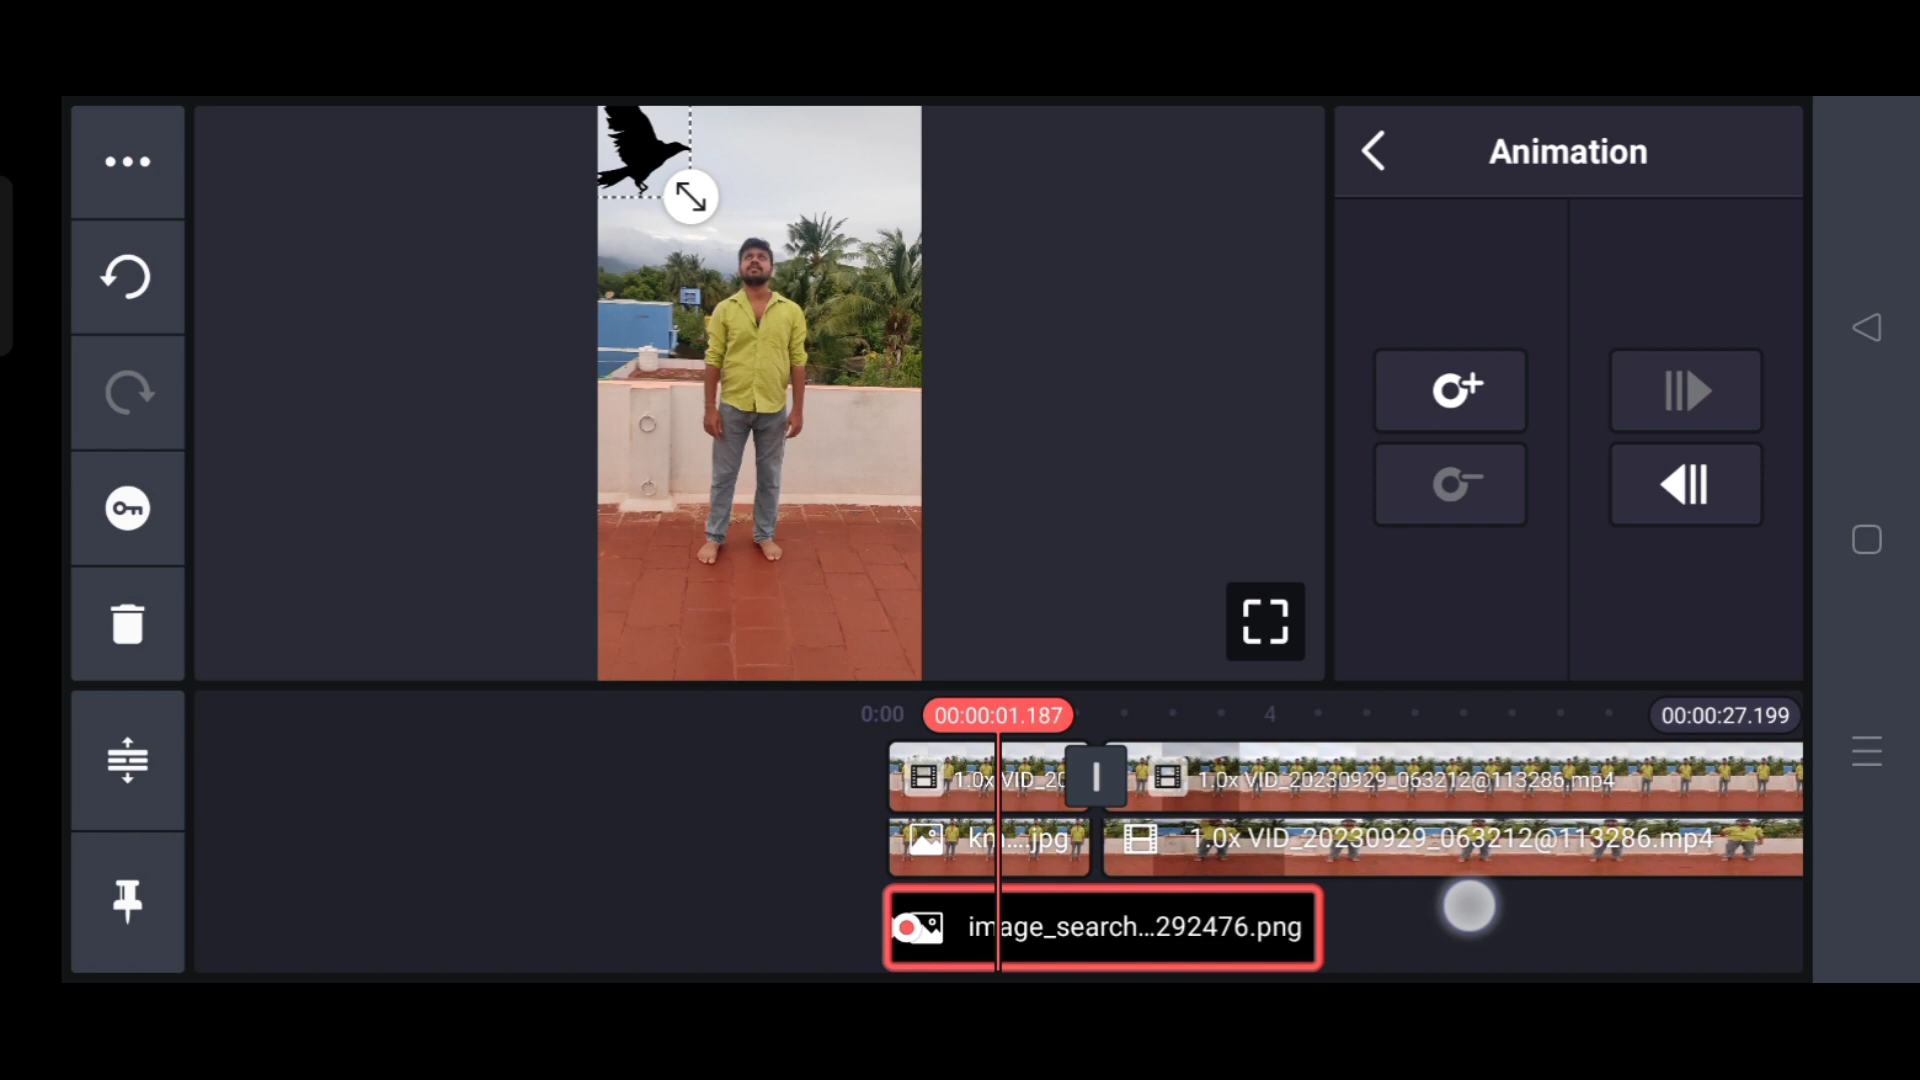 Animation
0:00
00:00:01.187
4
00:00:27.199
1.0x VID_20
1.0x VID_20230929_063212@113286.mp4
km....jpg
1.0x VID_20230929_063212@113286.mp4
image_search...292476.png